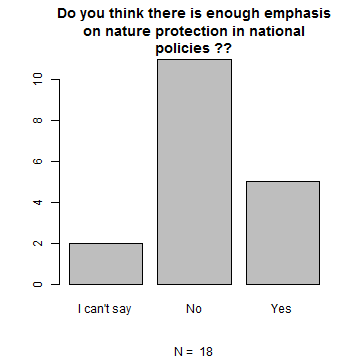 Do you think there is enough emphasis
on nature protection in national
policies ??
10
8
6
4
2
0
I can't say No Yes
N = 18